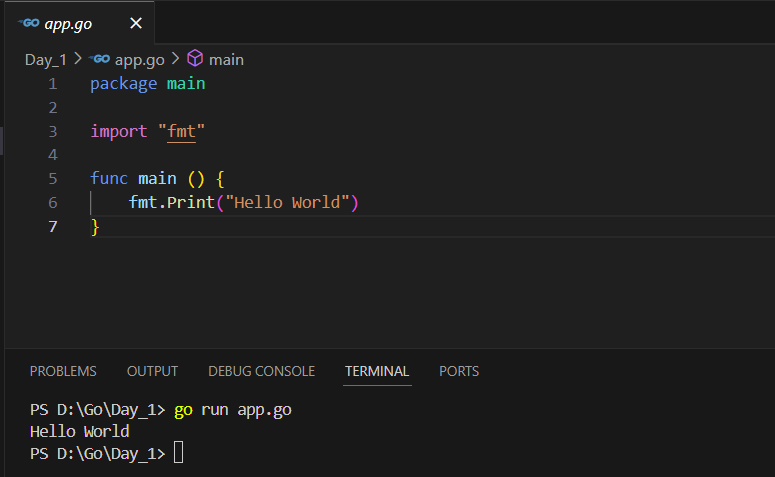 GO app.go ×
Day_1 > GO app.go > main
1 package main
2
3 import "fmt"
4
5 func main () {
6     fmt.Print("Hello World")
7 }
PROBLEMS OUTPUT DEBUG CONSOLE TERMINAL PORTS
PS D:\Go\Day_1> go run app.go
Hello World
PS D:\Go\Day_1>